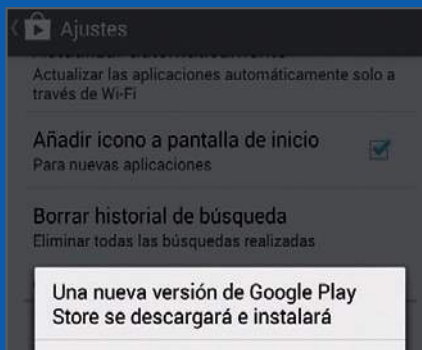 Ajustes
Actualizar las aplicaciones automáticamente solo a
través de Wi-Fi
Añadir icono a pantalla de inicio
Para nuevas aplicaciones
Borrar historial de búsqueda
Eliminar todas las búsquedas realizadas
Una nueva versión de Google Play
Store se descargará e instalará